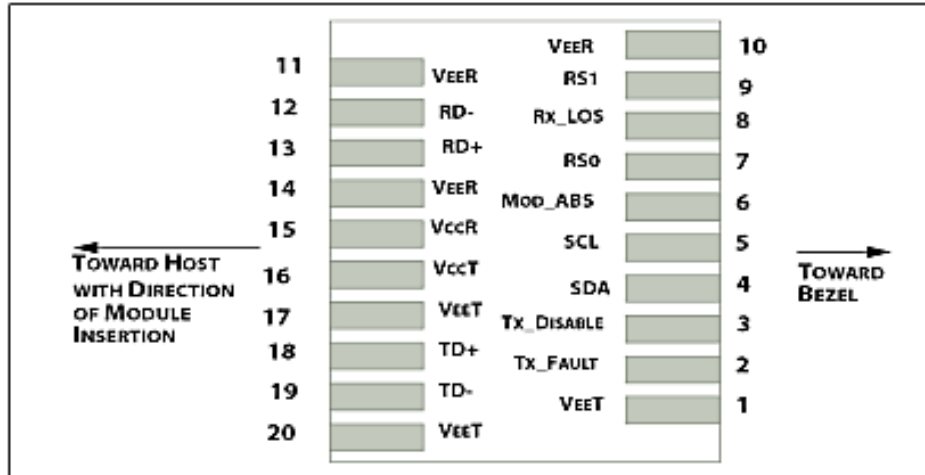 VEER 10
11 VEER
RS1 9
12 RD-
RX_LOS 8
13 RD+
RS0 7
14 VEER
MOD_ABS 6
15 VCCR
SCL 5
16 VCCT
SDA 4
17 VEET
TX_DISABLE 3
18 TD+
TX_FAULT 2
19 TD-
VEET 1
20 VEET
TOWARD HOST
WITH DIRECTION
OF MODULE
INSERTION
TOWARD
BEZEL